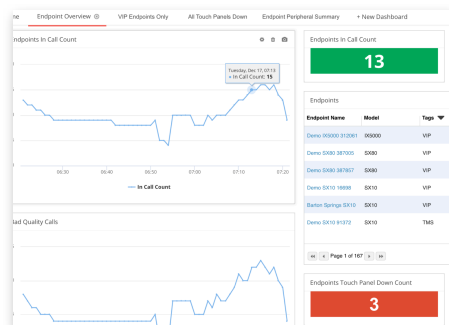 me Endpoint Overview VIP Endpoints Only All Touch Panels Down Endpoint Peripheral Summary + New Dashboard
ndpoints In Call Count
Tuesday, Dec 17, 07:13
In Call Count: 15
06:30 06:40 06:50 07:00 07:10 07:20
In Call Count
Bad Quality Calls
Endpoints In Call Count
13
Endpoints
Endpoint Name Model Tags
Demo IX5000 312061 IX5000 VIP
Demo SX80 387005 SX80 VIP
Demo SX80 387607 SX80 VIP
Demo SX10 16698 SX10 VIP
Barton Springs SX10 SX10 VIP
Demo SX10 91372 SX10 TMS
Page 1 of 167
Endpoints Touch Panel Down Count
3